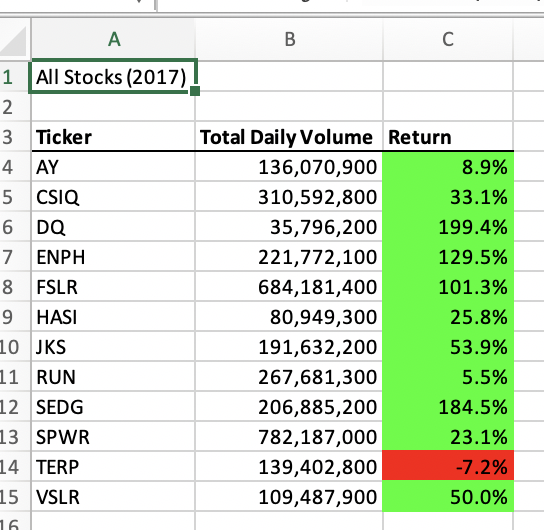 A B C
1 All Stocks (2017)
2
3 Ticker Total Daily Volume Return
4 AY 136,070,900 8.9%
5 CSIQ 310,592,800 33.1%
6 DQ 35,796,200 199.4%
7 ENPH 221,772,100 129.5%
8 FSLR 684,181,400 101.3%
9 HASI 80,949,300 25.8%
10 JKS 191,632,200 53.9%
11 RUN 267,681,300 5.5%
12 SEDG 206,885,200 184.5%
13 SPWR 782,187,000 23.1%
14 TERP 139,402,800 -7.2%
15 VSLR 109,487,900 50.0%
16